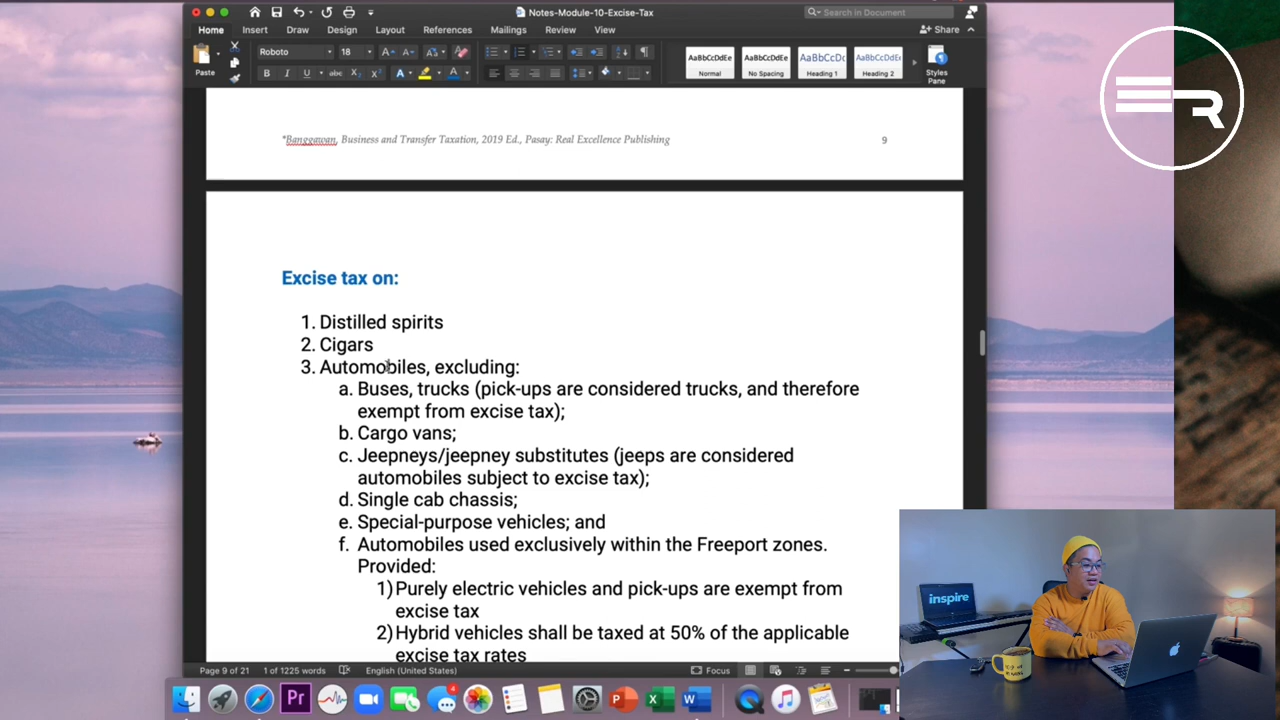 Notes-Module-10-Excise-Tax
Search in Document
Home Insert Draw Design Layout References Mailings Review View
Share
Paste
Roboto
18
AaBbCcDdEe
Normal
AaBbCcDdEe
No Spacing
AaBbCcDc
Heading 1
AaBbCcDdEe
Heading 2
Styles
Pane
*Banggawan, Business and Transfer Taxation, 2019 Ed., Pasay: Real Excellence Publishing 9
Excise tax on:
1. Distilled spirits
2. Cigars
3. Automobiles, excluding:
a. Buses, trucks (pick-ups are considered trucks, and therefore
exempt from excise tax);
b. Cargo vans;
c. Jeepneys/jeepney substitutes (jeeps are considered
automobiles subject to excise tax);
d. Single cab chassis;
e. Special-purpose vehicles; and
f. Automobiles used exclusively within the Freeport zones.
Provided:
1) Purely electric vehicles and pick-ups are exempt from
excise tax
2) Hybrid vehicles shall be taxed at 50% of the applicable
excise tax rates
Page 9 of 21 1 of 1225 words English (United States) Focus
inspire